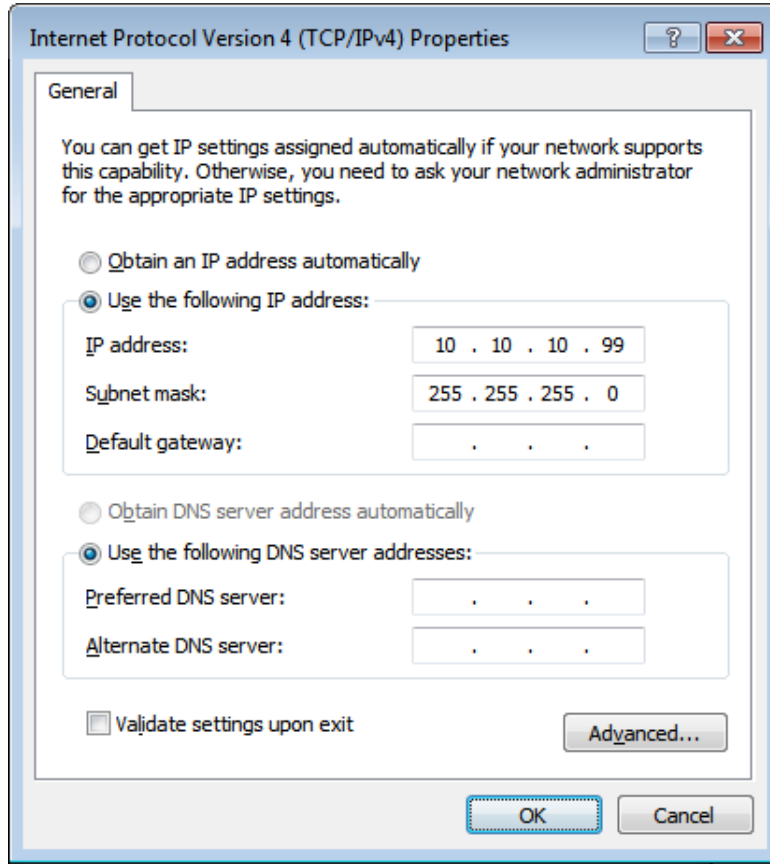 Internet Protocol Version 4 (TCP/IPv4) Properties
General
You can get IP settings assigned automatically if your network supports
this capability. Otherwise, you need to ask your network administrator
for the appropriate IP settings.
Obtain an IP address automatically
Use the following IP address:
IP address: 10 . 10 . 10 . 99
Subnet mask: 255 . 255 . 255 . 0
Default gateway: . . .
Obtain DNS server address automatically
Use the following DNS server addresses:
Preferred DNS server: . . .
Alternate DNS server: . . .
Validate settings upon exit
Advanced...
OK Cancel